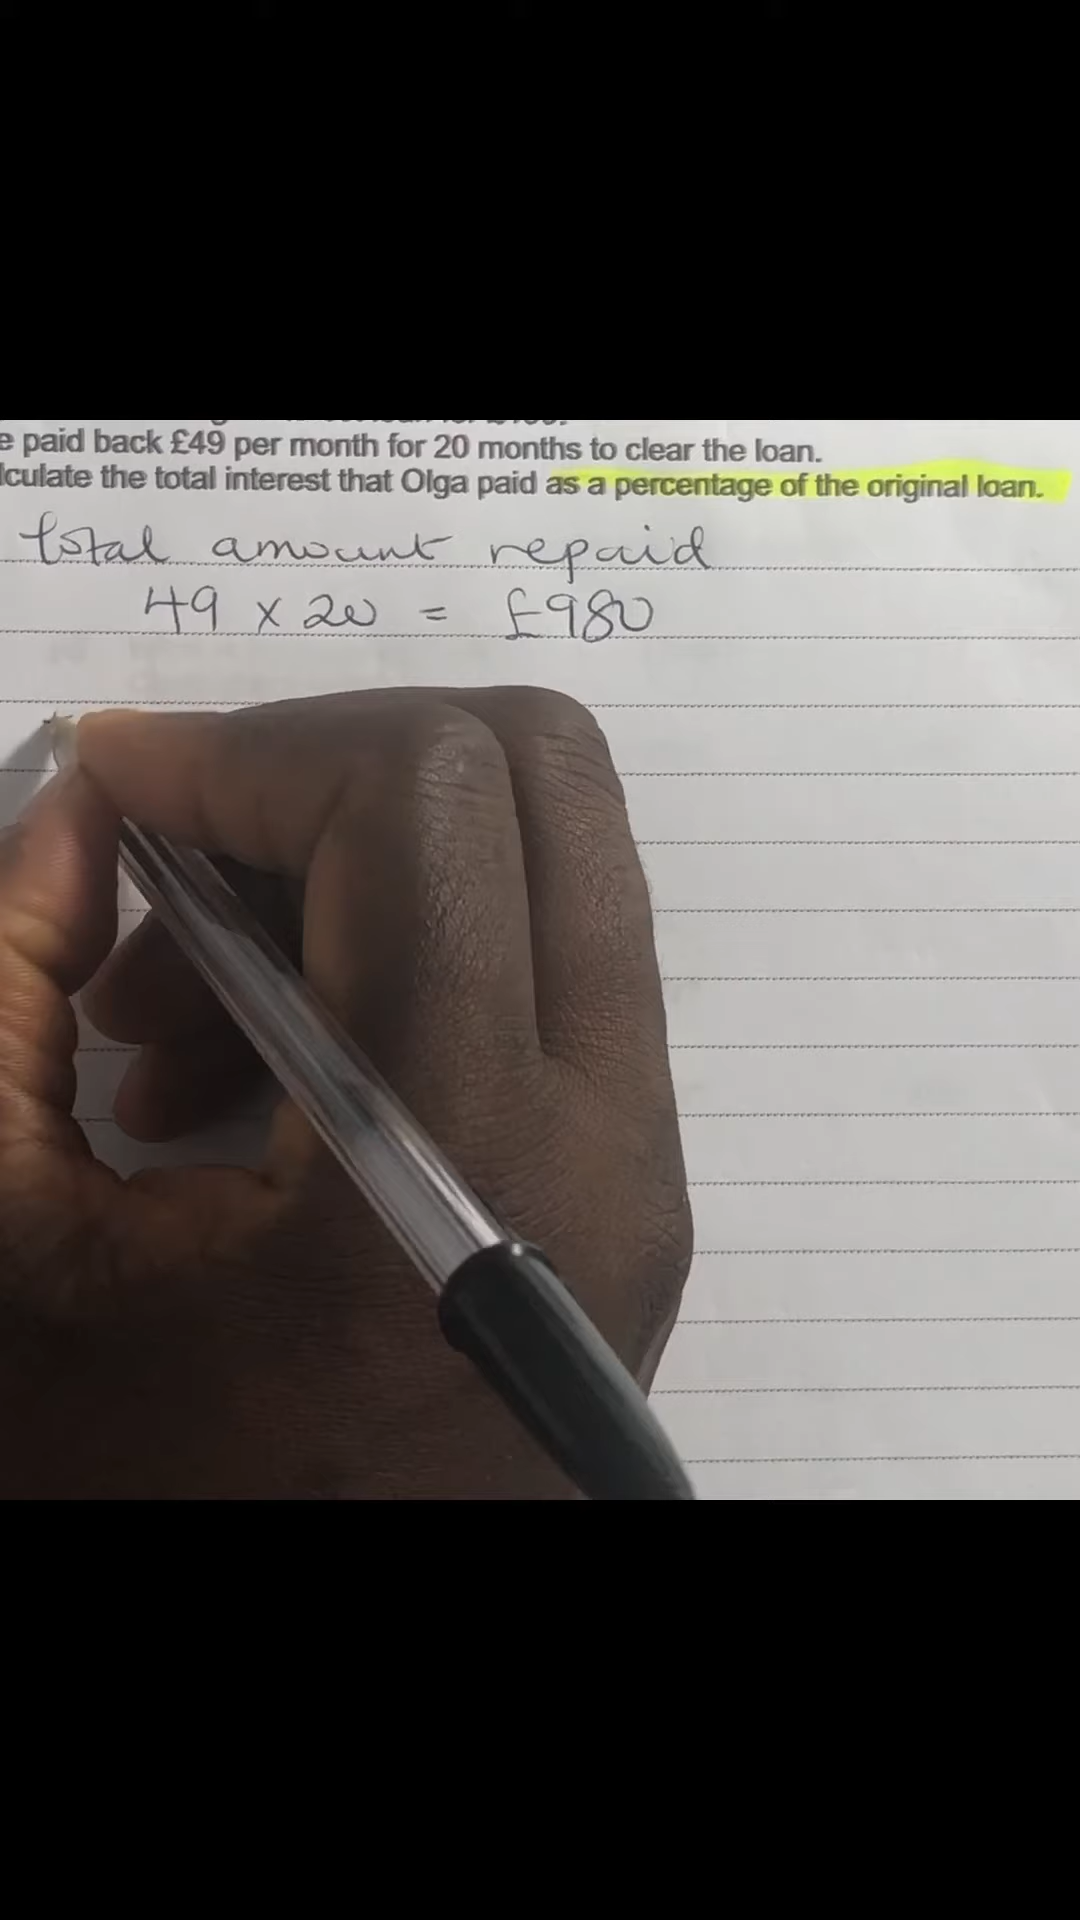 e paid back £49 per month for 20 months to clear the loan.
lculate the total interest that Olga paid as a percentage of the original loan.
total amount repaid
49 x 20 = £980